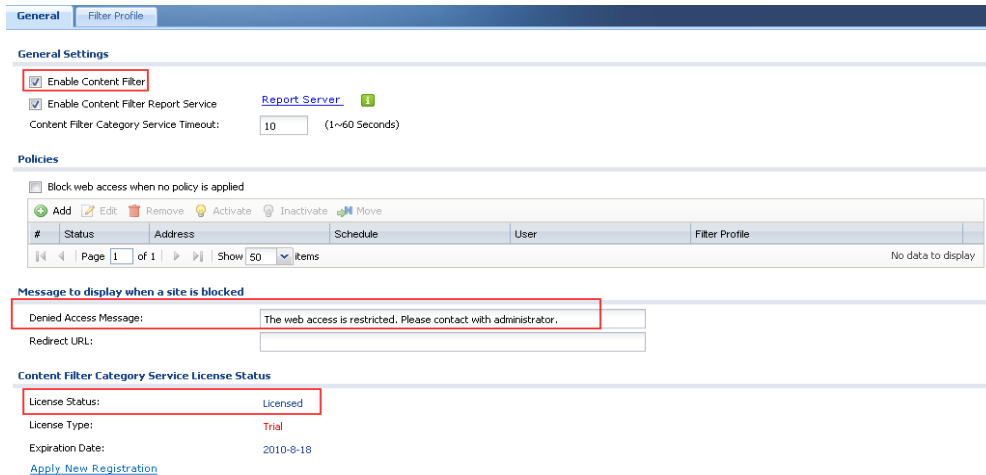 General Filter Profile
General Settings
Enable Content Filter
Enable Content Filter Report Service Report Server i
Content Filter Category Service Timeout: 10 (1~60 Seconds)
Policies
Block web access when no policy is applied
Add Edit Remove Activate Inactivate Move
# Status Address Schedule User Filter Profile
Page 1 of 1 Show 50 items No data to display
Message to display when a site is blocked
Denied Access Message: The web access is restricted. Please contact with administrator.
Redirect URL:
Content Filter Category Service License Status
License Status: Licensed
License Type: Trial
Expiration Date: 2010-8-18
Apply New Registration